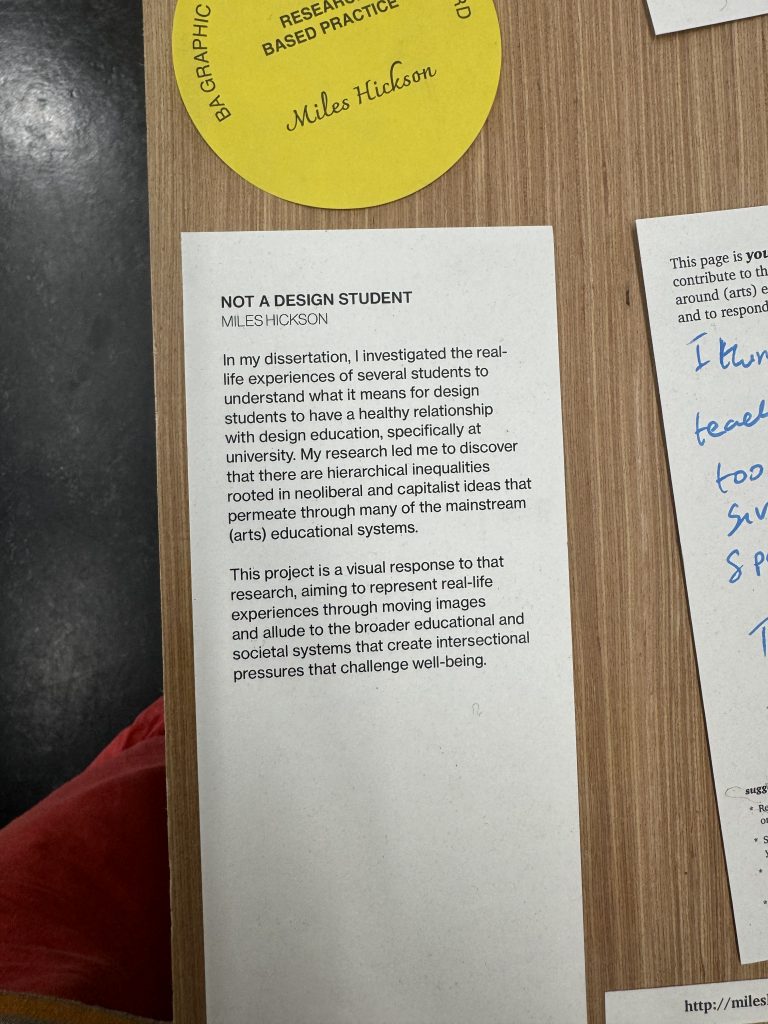 BA GRAPHIC
BASED PRACTICE
Miles Hickson
NOT A DESIGN STUDENT
MILES HICKSON
In my dissertation, I investigated the real-
life experiences of several students to
understand what it means for design
students to have a healthy relationship
with design education, specifically at
university. My research led me to discover
that there are hierarchical inequalities
rooted in neoliberal and capitalist ideas that
permeate through many of the mainstream
(arts) educational systems.
This project is a visual response to that
research, aiming to represent real-life
experiences through moving images
and allude to the broader educational and
societal systems that create intersectional
pressures that challenge well-being.
This page is
contribute to
around (arts)
and to respond
I
too
http://miles